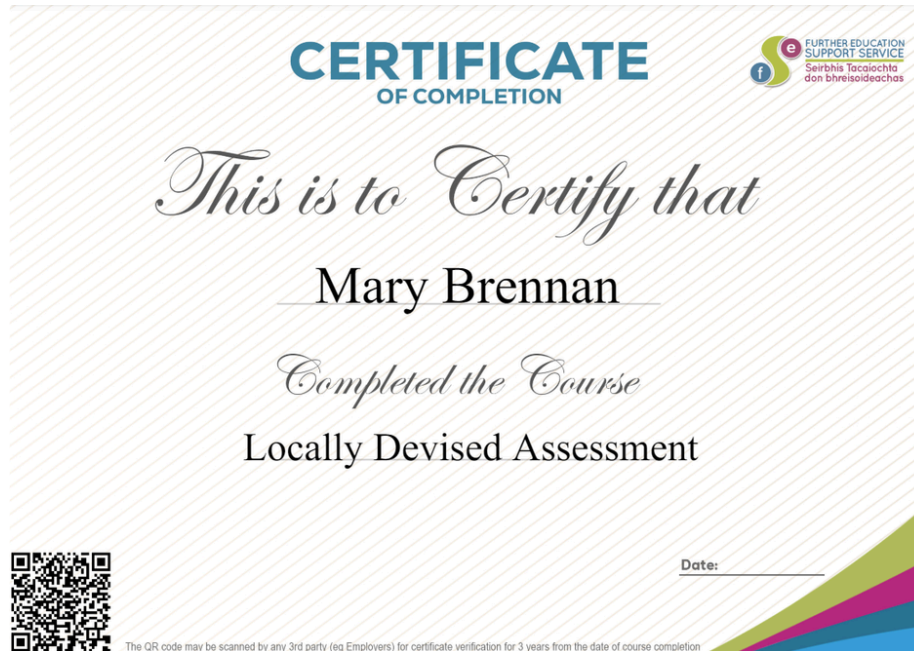 CERTIFICATE
OF COMPLETION
e
f
FURTHER EDUCATION
SUPPORT SERVICE
Seirbhís Tacaíochta
don bhreisoideachas
This is to Certify that
Mary Brennan
Completed the Course
Locally Devised Assessment
Date:
The QR code may be scanned by any 3rd party (eg Employers) for certificate verification for 3 years from the date of course completion